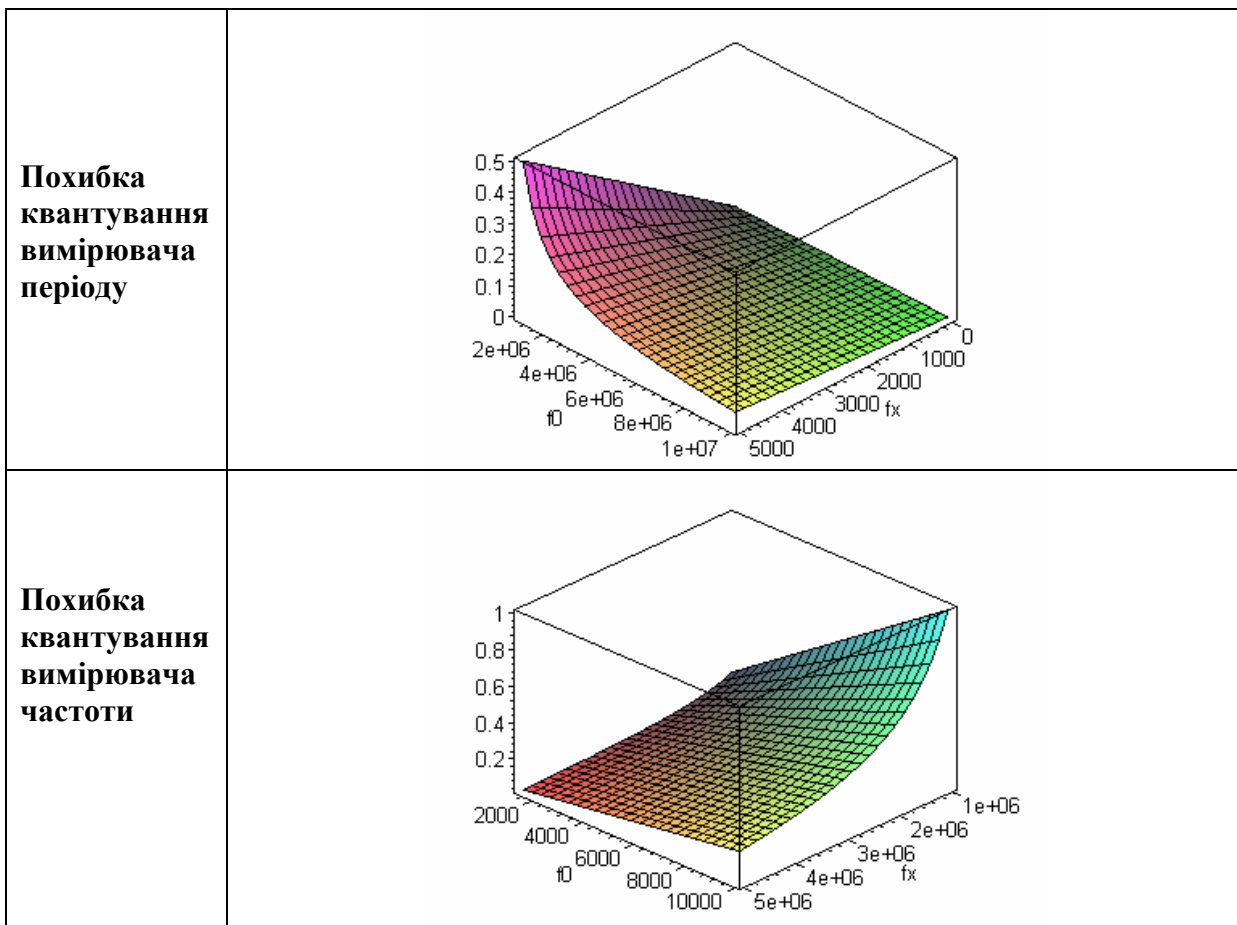 Похибка
квантування
вимірювача
періоду
0.5
0.4
0.3
0.2
0.1
0
2e+06
4e+06
6e+06
8e+06
1e+07
f0
0
1000
2000
3000
4000
5000
fx
Похибка
квантування
вимірювача
частоти
1
0.8
0.6
0.4
0.2
2000
4000
6000
8000
10000
f0
1e+06
2e+06
3e+06
4e+06
5e+06
fx